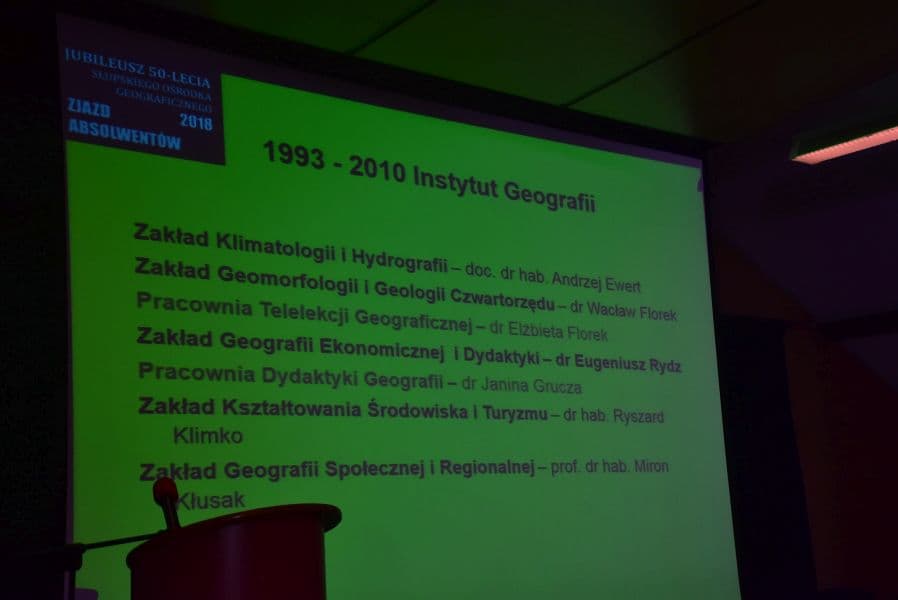 JUBILEUSZ 50-LECIA
SŁUPSKIEGO OŚRODKA
GEOGRAFICZNEGO
ZJAZD 2018
ABSOLWENTÓW
1993 - 2010 Instytut Geografii
Zakład Klimatologii i Hydrografii – doc. dr hab. Andrzej Ewert
Zakład Geomorfologii i Geologii Czwartorzędu – dr Wacław Florek
Pracownia Telelekcji Geograficznej – dr Elżbieta Florek
Zakład Geografii Ekonomicznej i Dydaktyki – dr Eugeniusz Rydz
Pracownia Dydaktyki Geografii – dr Janina Grucza
Zakład Kształtowania Środowiska i Turyzmu – dr hab. Ryszard
Klimko
Zakład Geografii Społecznej i Regionalnej – prof. dr hab. Miron
Kłusak